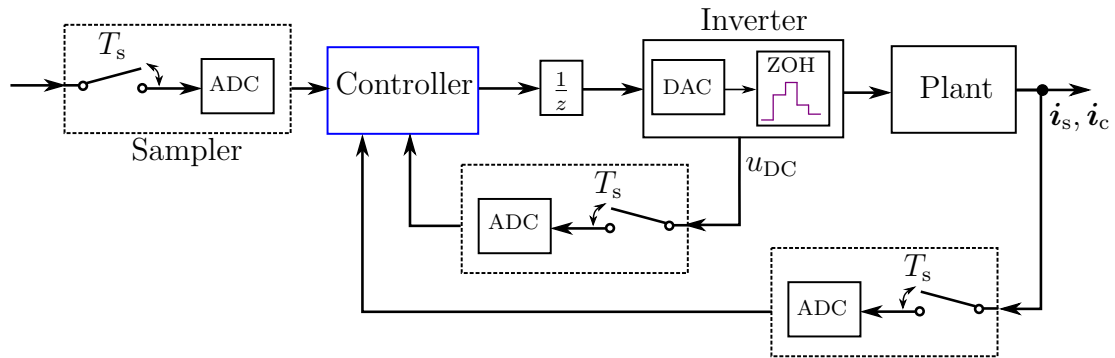 Inverter
T_s
ADC
Controller
1/z
DAC
ZOH
Plant
i_s, i_c
Sampler
u_DC
T_s
ADC
T_s
ADC